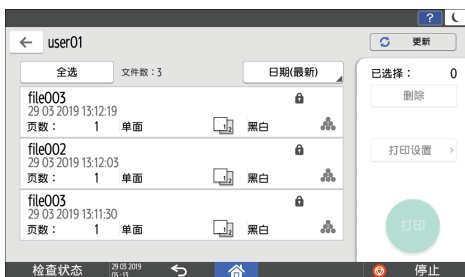 ?
← user01
更新
全选 文件数：3 日期(最新)
已选择： 0
删除
file003
29 03 2019 13:12:19
页数： 1 单面 黑白
file002
29 03 2019 13:12:03
页数： 1 单面 黑白
打印设置 >
file003
29 03 2019 13:11:30
页数： 1 单面 黑白
打印
检查状态 29 03 2019 停止
05 : 13